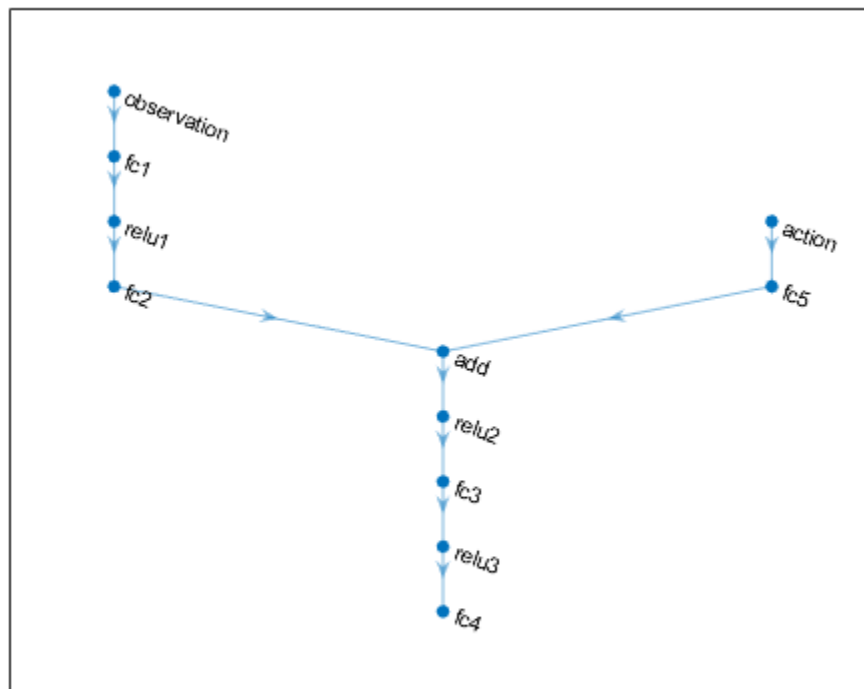 observation
fc1
relu1
fc2
action
fc5
add
relu2
fc3
relu3
fc4